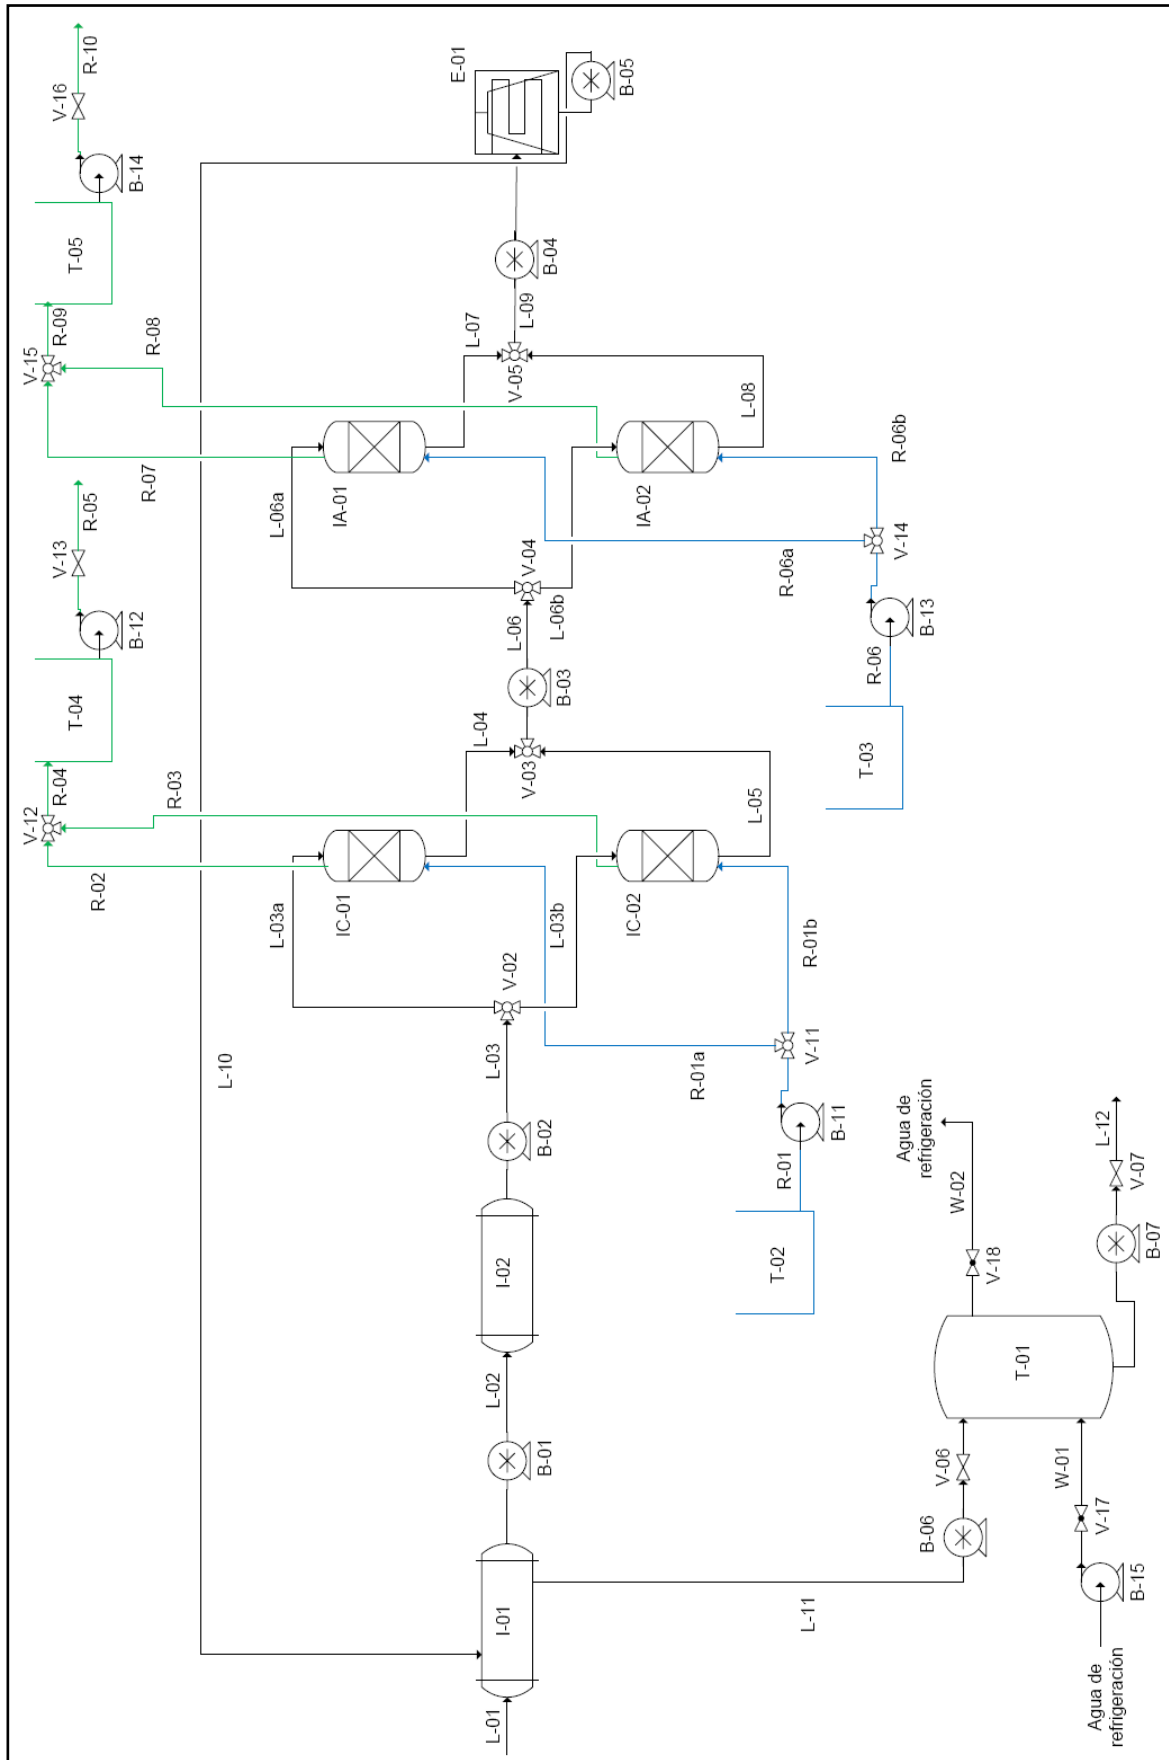 R-10
V-16
B-14
T-05
R-09
V-15
R-08
R-07
R-05
V-13
B-12
T-04
R-04
V-12
R-03
R-02
E-01
B-05
B-04
L-09
L-07
V-05
L-08
IA-01
IA-02
L-06a
V-04
L-06b
L-06
B-03
R-06b
V-14
R-06a
B-13
R-06
T-03
L-04
V-03
L-05
IC-01
IC-02
L-03a
L-03b
V-02
L-03
L-10
B-02
I-02
L-02
B-01
I-01
L-01
R-01b
V-11
R-01a
B-11
R-01
T-02
Agua de
refrigeración
W-02
V-18
L-12
V-07
B-07
T-01
V-06
B-06
L-11
W-01
V-17
B-15
Agua de
refrigeración